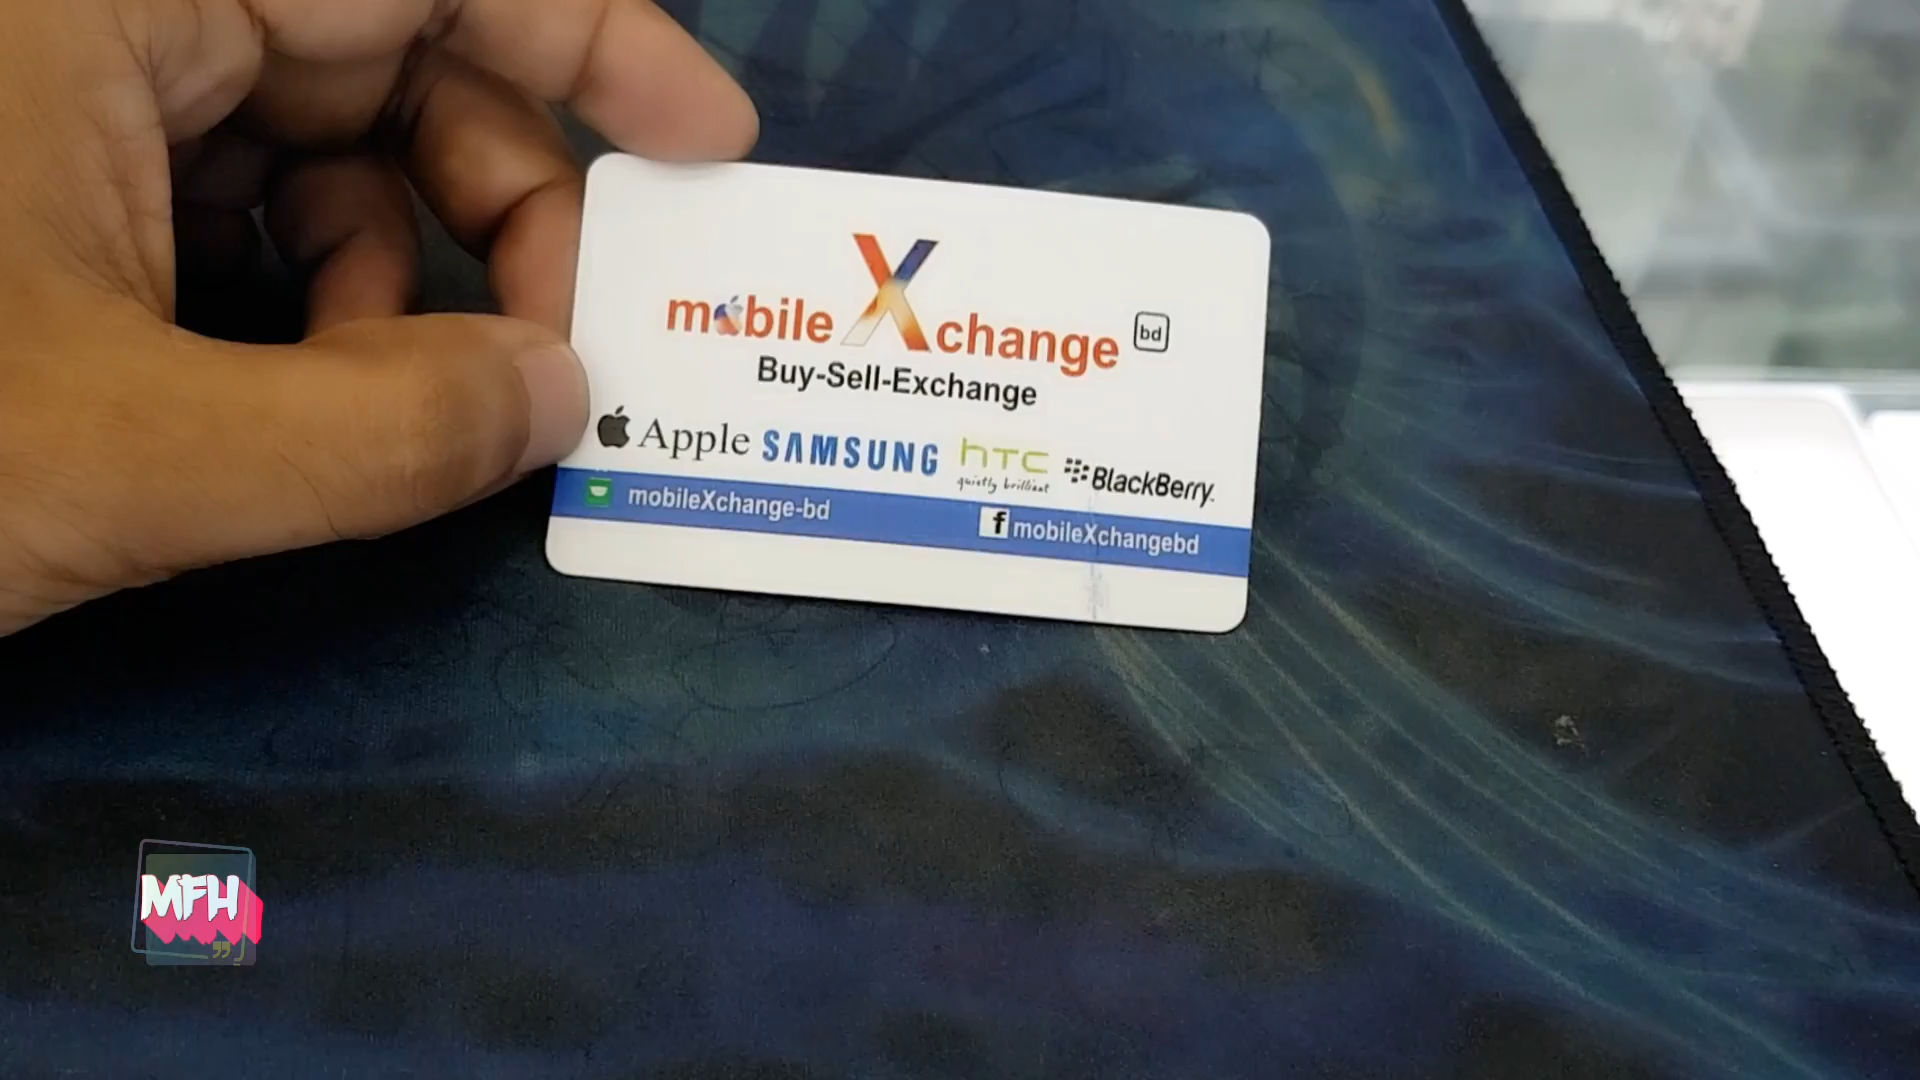 mobile Xchange bd
Buy-Sell-Exchange
Apple SAMSUNG hTC BlackBerry.
quietly brilliant
mobileXchange-bd
f mobileXchangebd
MFH